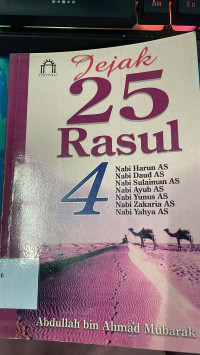 Jejak
25
Rasul
4
Nabi Harun AS
Nabi Daud AS
Nabi Sulaiman AS
Nabi Ayub AS
Nabi Yunus AS
Nabi Zakaria AS
Nabi Yahya AS
Abdullah bin Ahmad Mubarak